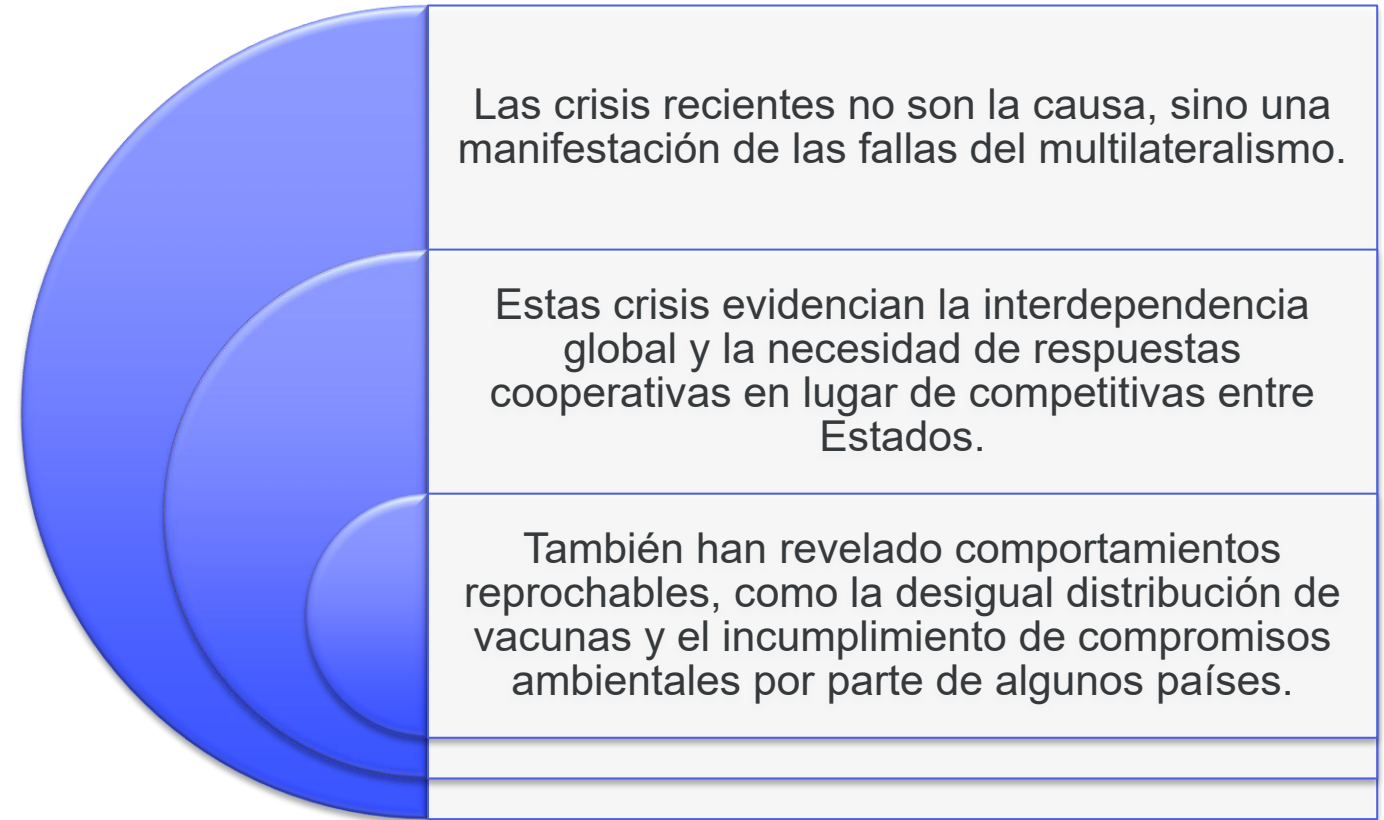 Las crisis recientes no son la causa, sino una
manifestación de las fallas del multilateralismo.
Estas crisis evidencian la interdependencia
global y la necesidad de respuestas
cooperativas en lugar de competitivas entre
Estados.
También han revelado comportamientos
reprochables, como la desigual distribución de
vacunas y el incumplimiento de compromisos
ambientales por parte de algunos países.